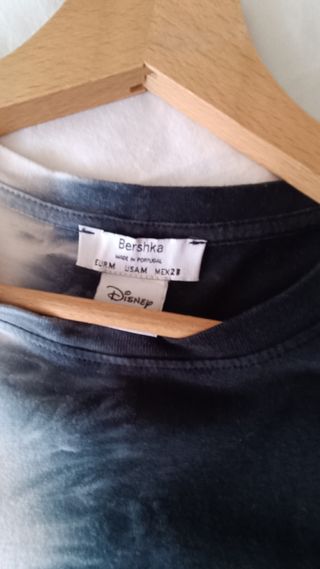 Bershka
MADE IN PORTUGAL
EUR M USA M MEX 28
Disney